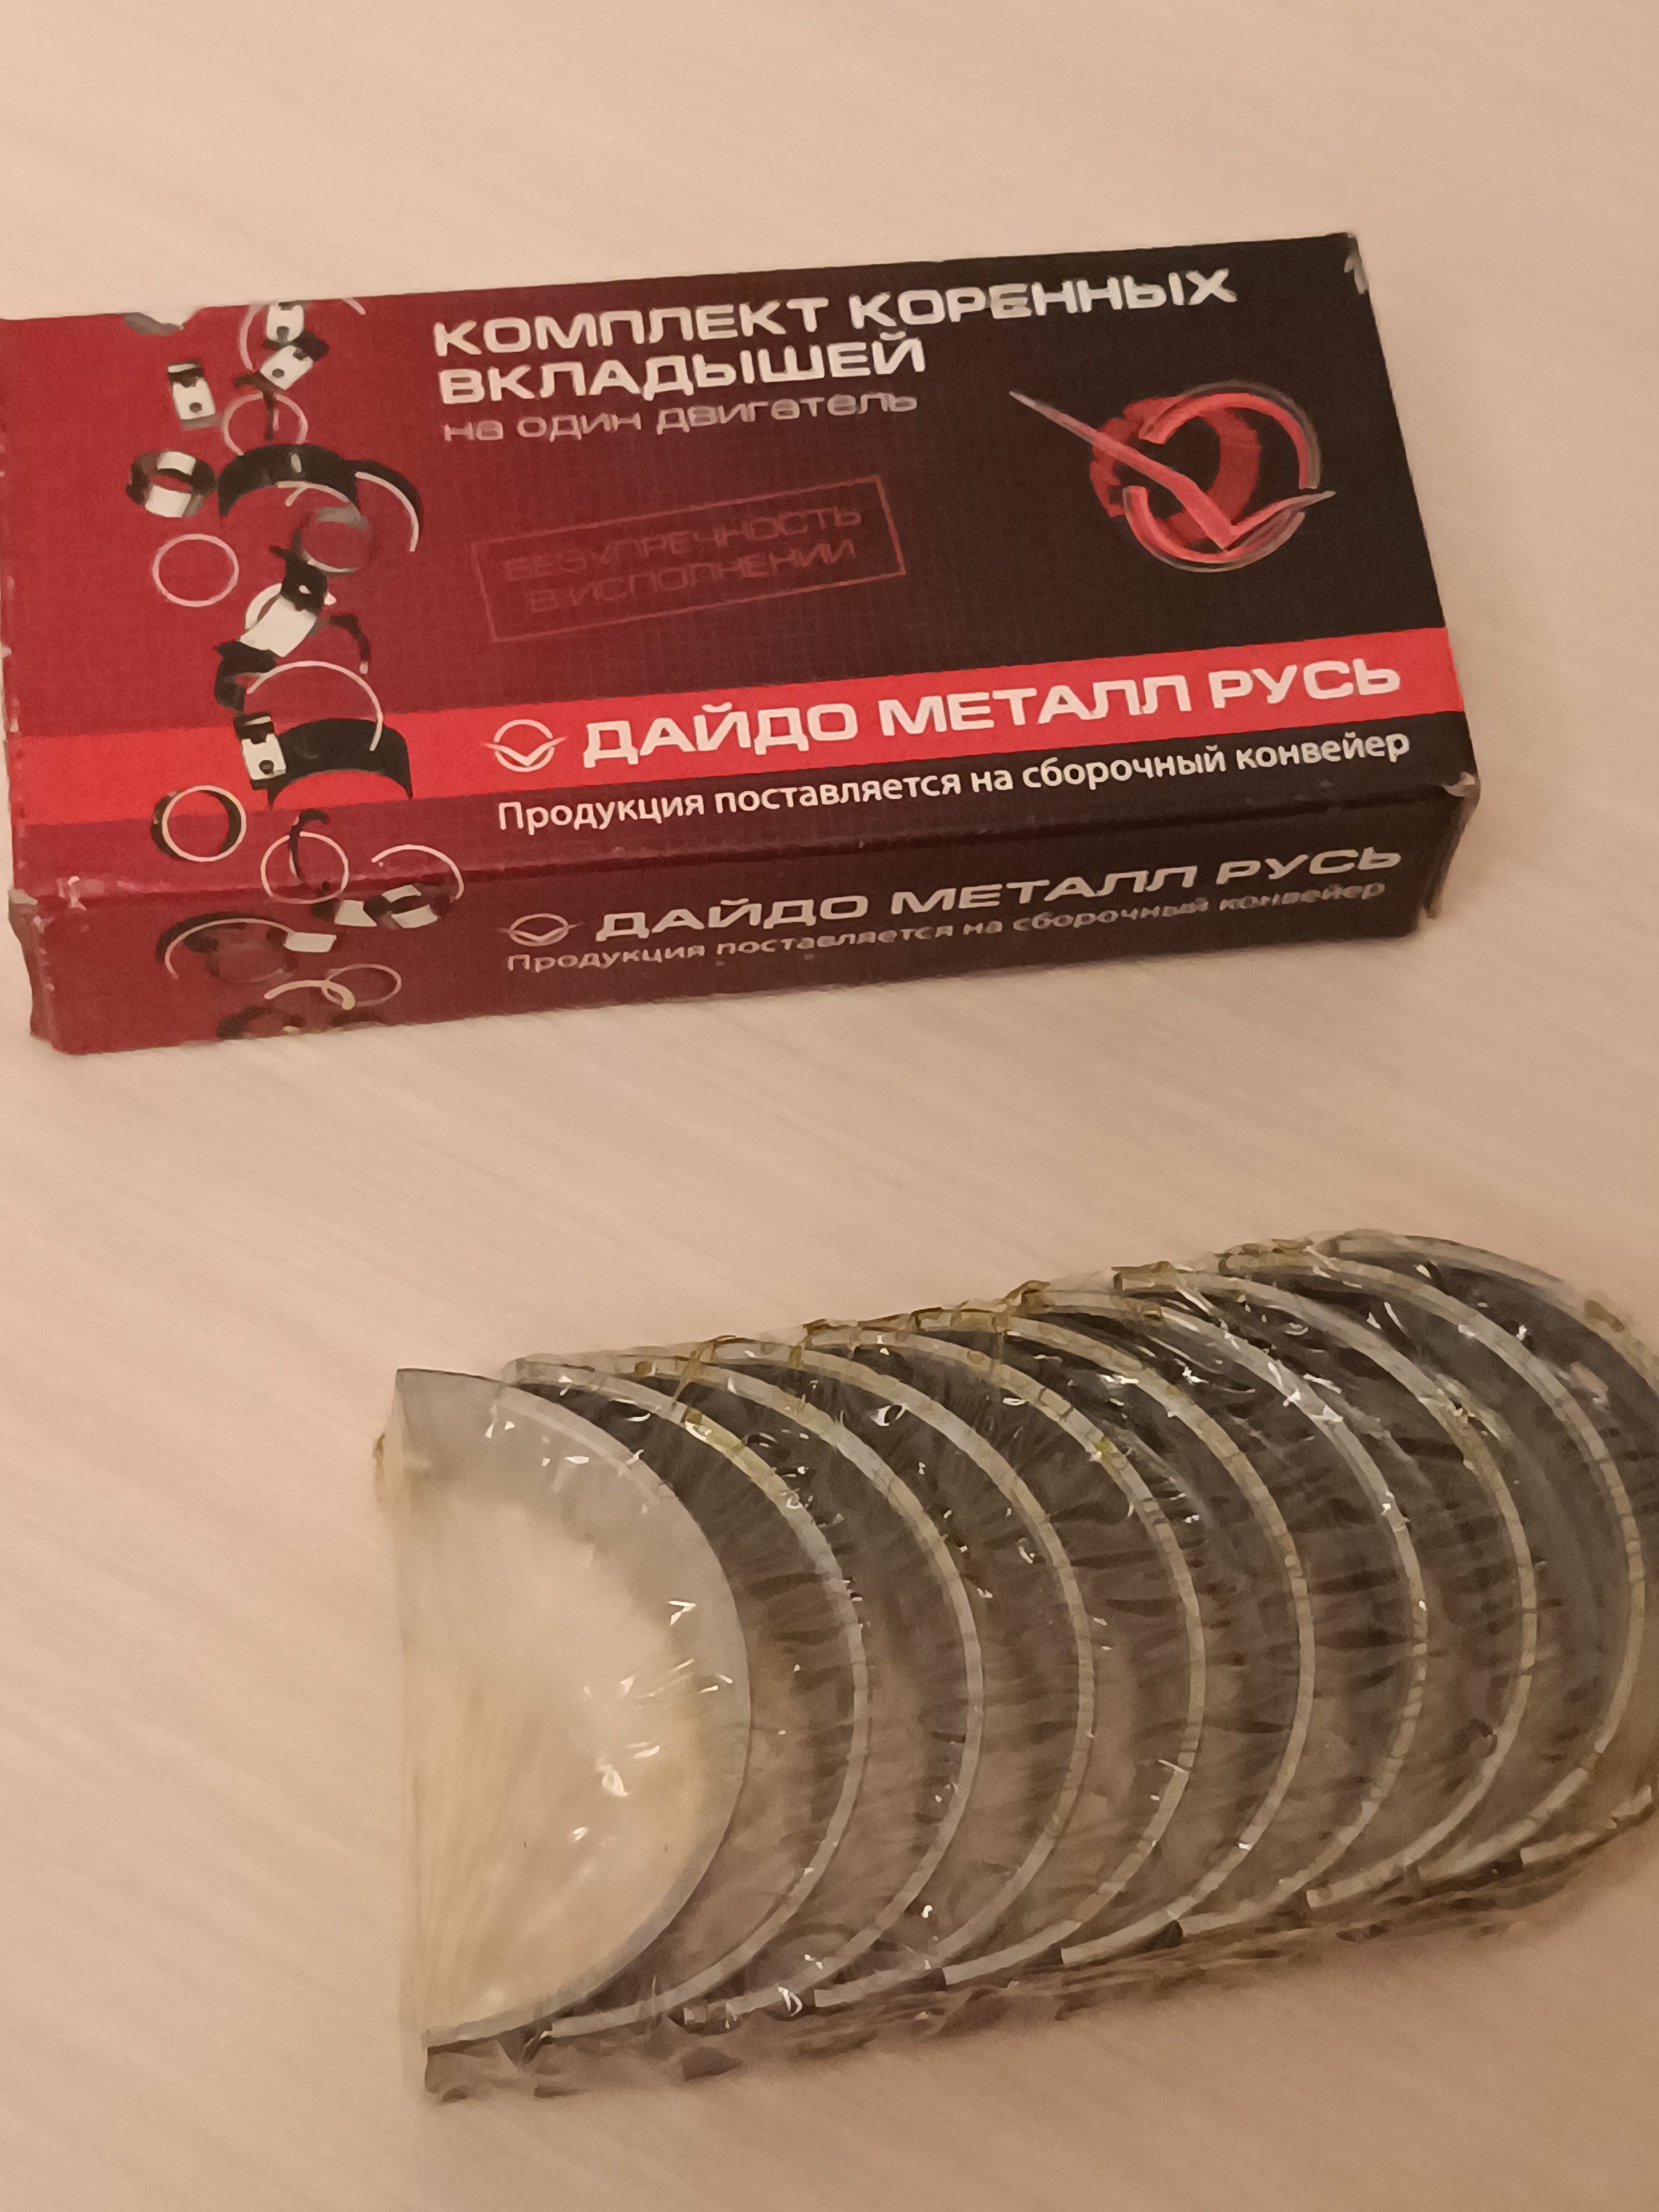 КОМПЛЕКТ КОРЕННЫХ
ВКЛАДЫШЕЙ
на один двигатель
БЕЗУПРЕЧНОСТЬ
В ИСПОЛНЕНИИ
ДАЙДО МЕТАЛЛ РУСЬ
Продукция поставляется на сборочный конвейер
ДАЙДО МЕТАЛЛ РУСЬ
Продукция поставляется на сборочный конвейер